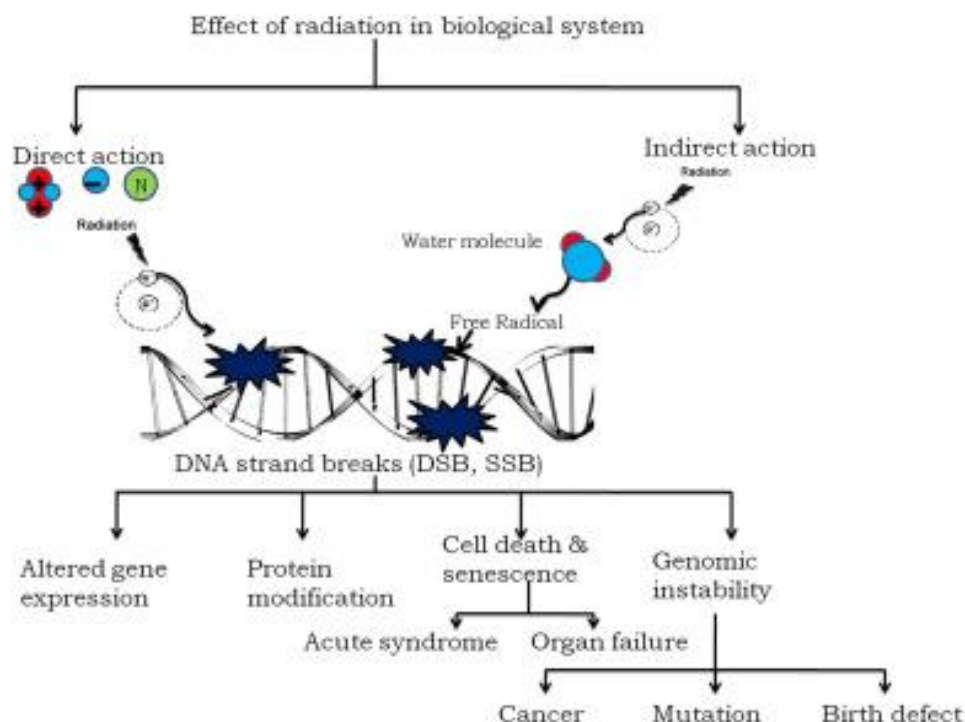 Effect of radiation in biological system
Direct action
Indirect action
+
–
N
+
Radiation
Radiation
Water molecule
e-
e-
Free Radical
DNA strand breaks (DSB, SSB)
Altered gene
expression
Protein
modification
Cell death &
senescence
Genomic
instability
Acute syndrome
Organ failure
Cancer
Mutation
Birth defect